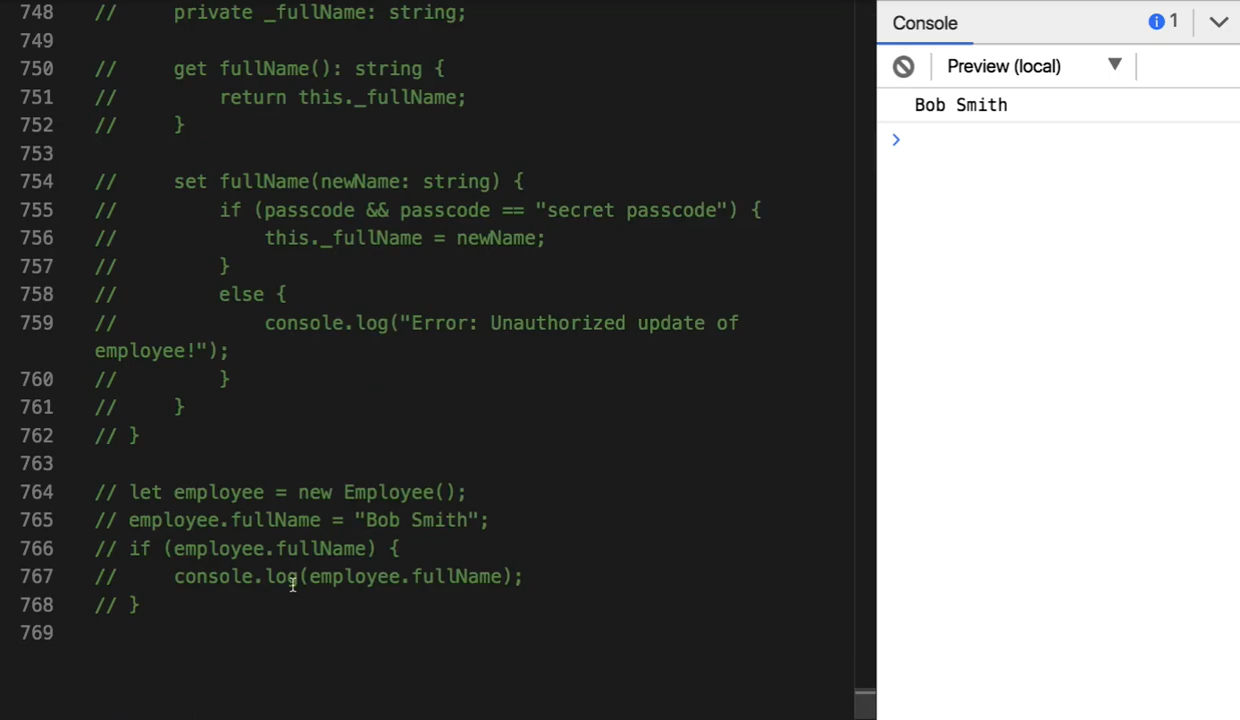 748 //     private _fullName: string;
749
750 //     get fullName(): string {
751 //         return this._fullName;
752 //     }
753
754 //     set fullName(newName: string) {
755 //         if (passcode && passcode == "secret passcode") {
756 //             this._fullName = newName;
757 //         }
758 //         else {
759 //             console.log("Error: Unauthorized update of
employee!");
760 //         }
761 //     }
762 // }
763
764 // let employee = new Employee();
765 // employee.fullName = "Bob Smith";
766 // if (employee.fullName) {
767 //     console.log(employee.fullName);
768 // }
769
Console
1
Preview (local)
Bob Smith